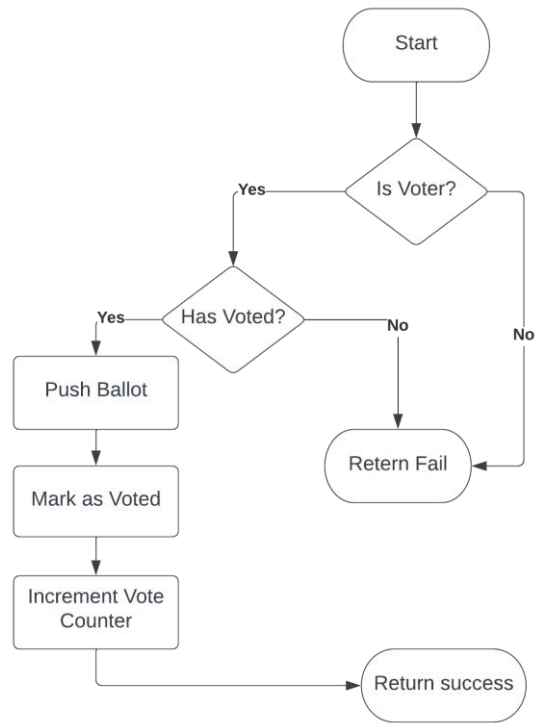 Start
Is Voter?
Yes
Has Voted?
Yes
No
No
Push Ballot
Retern Fail
Mark as Voted
Increment Vote
Counter
Return success